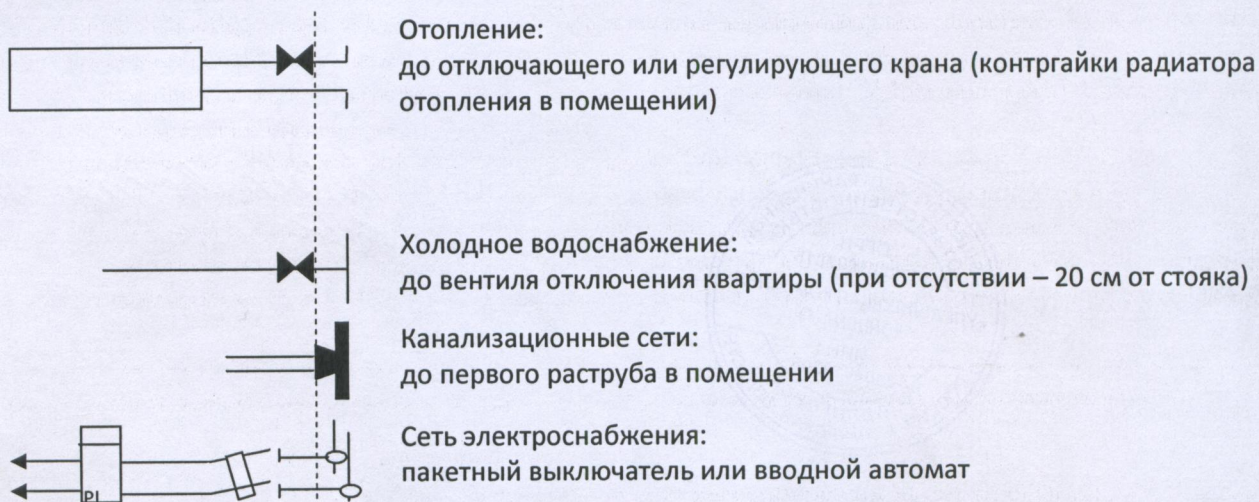 Отопление:
до отключающего или регулирующего крана (контргайки радиатора
отопления в помещении)
Холодное водоснабжение:
до вентиля отключения квартиры (при отсутствии – 20 см от стояка)
Канализационные сети:
до первого раструба в помещении
Сеть электроснабжения:
пакетный выключатель или вводной автомат
PI